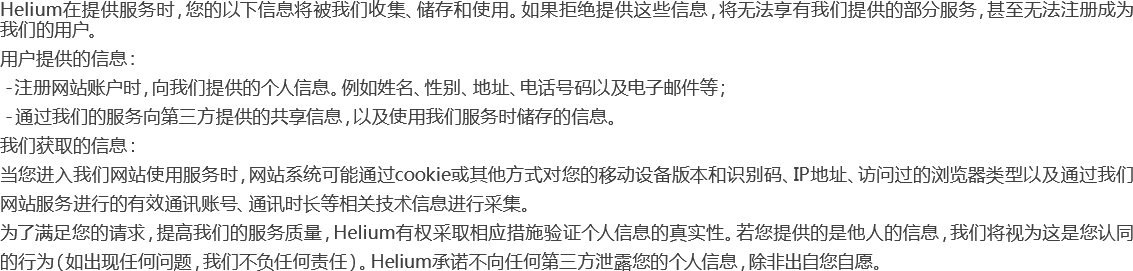 Helium在提供服务时,您的以下信息将被我们收集、储存和使用。如果拒绝提供这些信息,将无法享有我们提供的部分服务,甚至无法注册成为
我们的用户。
用户提供的信息:
-注册网站账户时,向我们提供的个人信息。例如姓名、性别、地址、电话号码以及电子邮件等;
-通过我们的服务向第三方提供的共享信息,以及使用我们服务时储存的信息。
我们获取的信息:
当您进入我们网站使用服务时,网站系统可能通过cookie或其他方式对您的移动设备版本和识别码、IP地址、访问过的浏览器类型以及通过我们
网站服务进行的有效通讯账号、通讯时长等相关技术信息进行采集。
为了满足您的请求,提高我们的服务质量,Helium有权采取相应措施验证个人信息的真实性。若您提供的是他人的信息,我们将视为这是您认同
的行为(如出现任何问题,我们不负任何责任)。Helium承诺不向任何第三方泄露您的个人信息,除非出自您自愿。